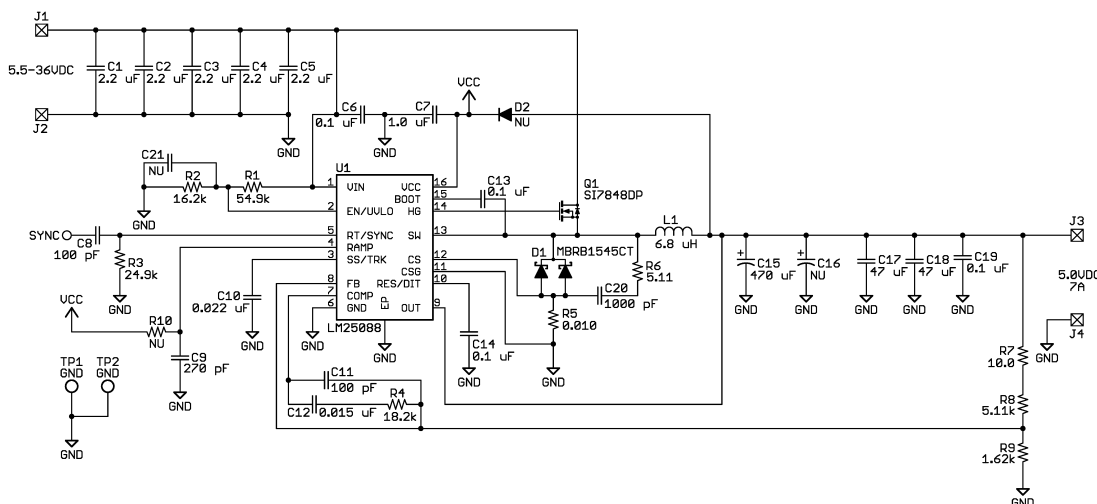 J1
5.5-36VDC
C1
2.2 uF
C2
2.2 uF
C3
2.2 uF
C4
2.2 uF
C5
2.2 uF
J2
GND
C6
0.1 uF
C7
1.0 uF
GND
VCC
D2
NU
C21
NU
R2
16.2k
R1
54.9k
GND
U1
1 VIN
2 EN/UVLO
5 RT/SYNC
4 RAMP
3 SS/TRK
8 FB
7 COMP
6 GND
EP
VCC 16
BOOT 15
HG 14
SW 13
CS 12
CSG 11
RES/DIT 10
OUT 9
LM25088
GND
GND
C13
0.1 uF
Q1
SI7848DP
L1
6.8 uH
SYNC
C8
100 pF
R3
24.9k
GND
C10
0.022 uF
GND
D1
MBRB1545CT
R6
5.11
C20
1000 pF
R5
0.010
GND
C14
0.1 uF
GND
C15
470 uF
GND
C16
NU
GND
C17
47 uF
GND
C18
47 uF
GND
C19
0.1 uF
GND
J3
5.0VDC
7A
J4
GND
VCC
R10
NU
C9
270 pF
GND
TP1
GND
TP2
GND
GND
C11
100 pF
C12
0.015 uF
R4
18.2k
R7
10.0
R8
5.11k
R9
1.62k
GND